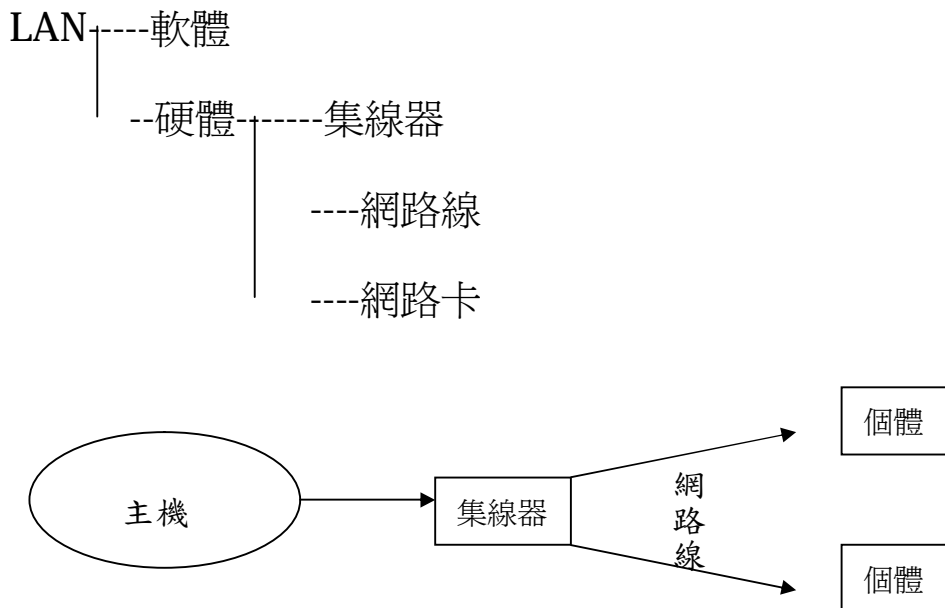 LAN-----軟體
--硬體-------集線器
----網路線
----網路卡
個體
主機
集線器
網路線
個體